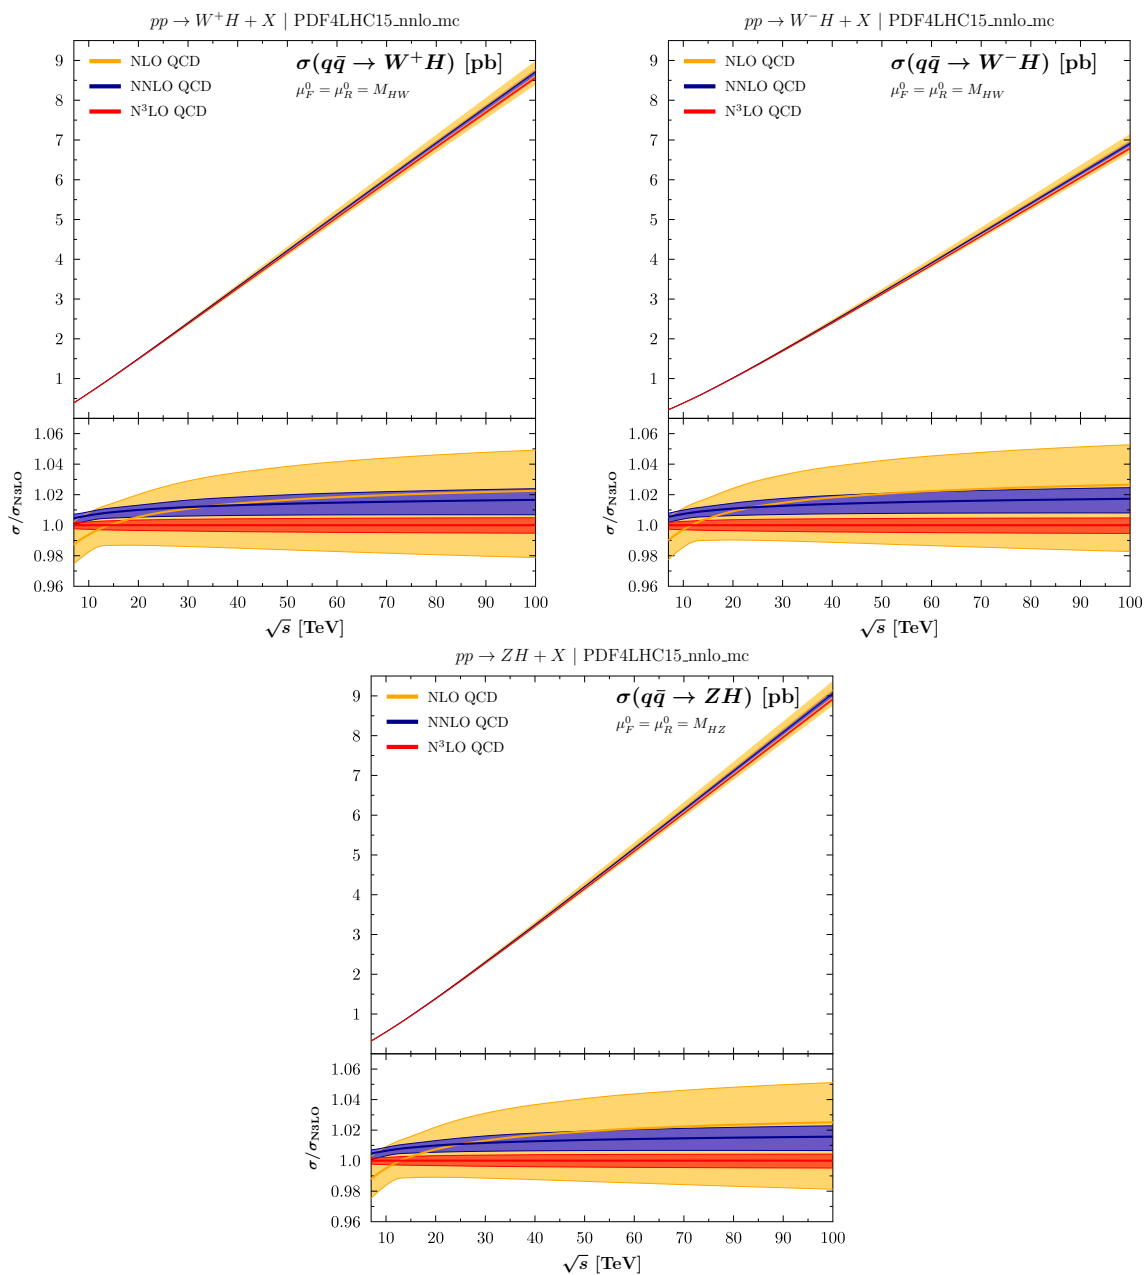 pp → W⁺H + X | PDF4LHC15_nnlo_mc
σ(qq̄ → W⁺H) [pb]
μ⁰_F = μ⁰_R = M_HW
NLO QCD
NNLO QCD
N³LO QCD
9
8
7
6
5
4
3
2
1
σ/σ_N3LO
1.06
1.04
1.02
1.0
0.98
0.96
10 20 30 40 50 60 70 80 90 100
√s [TeV]
pp → W⁻H + X | PDF4LHC15_nnlo_mc
σ(qq̄ → W⁻H) [pb]
μ⁰_F = μ⁰_R = M_HW
NLO QCD
NNLO QCD
N³LO QCD
9
8
7
6
5
4
3
2
1
σ/σ_N3LO
1.06
1.04
1.02
1.0
0.98
0.96
10 20 30 40 50 60 70 80 90 100
√s [TeV]
pp → ZH + X | PDF4LHC15_nnlo_mc
σ(qq̄ → ZH) [pb]
μ⁰_F = μ⁰_R = M_HZ
NLO QCD
NNLO QCD
N³LO QCD
9
8
7
6
5
4
3
2
1
σ/σ_N3LO
1.06
1.04
1.02
1.0
0.98
0.96
10 20 30 40 50 60 70 80 90 100
√s [TeV]